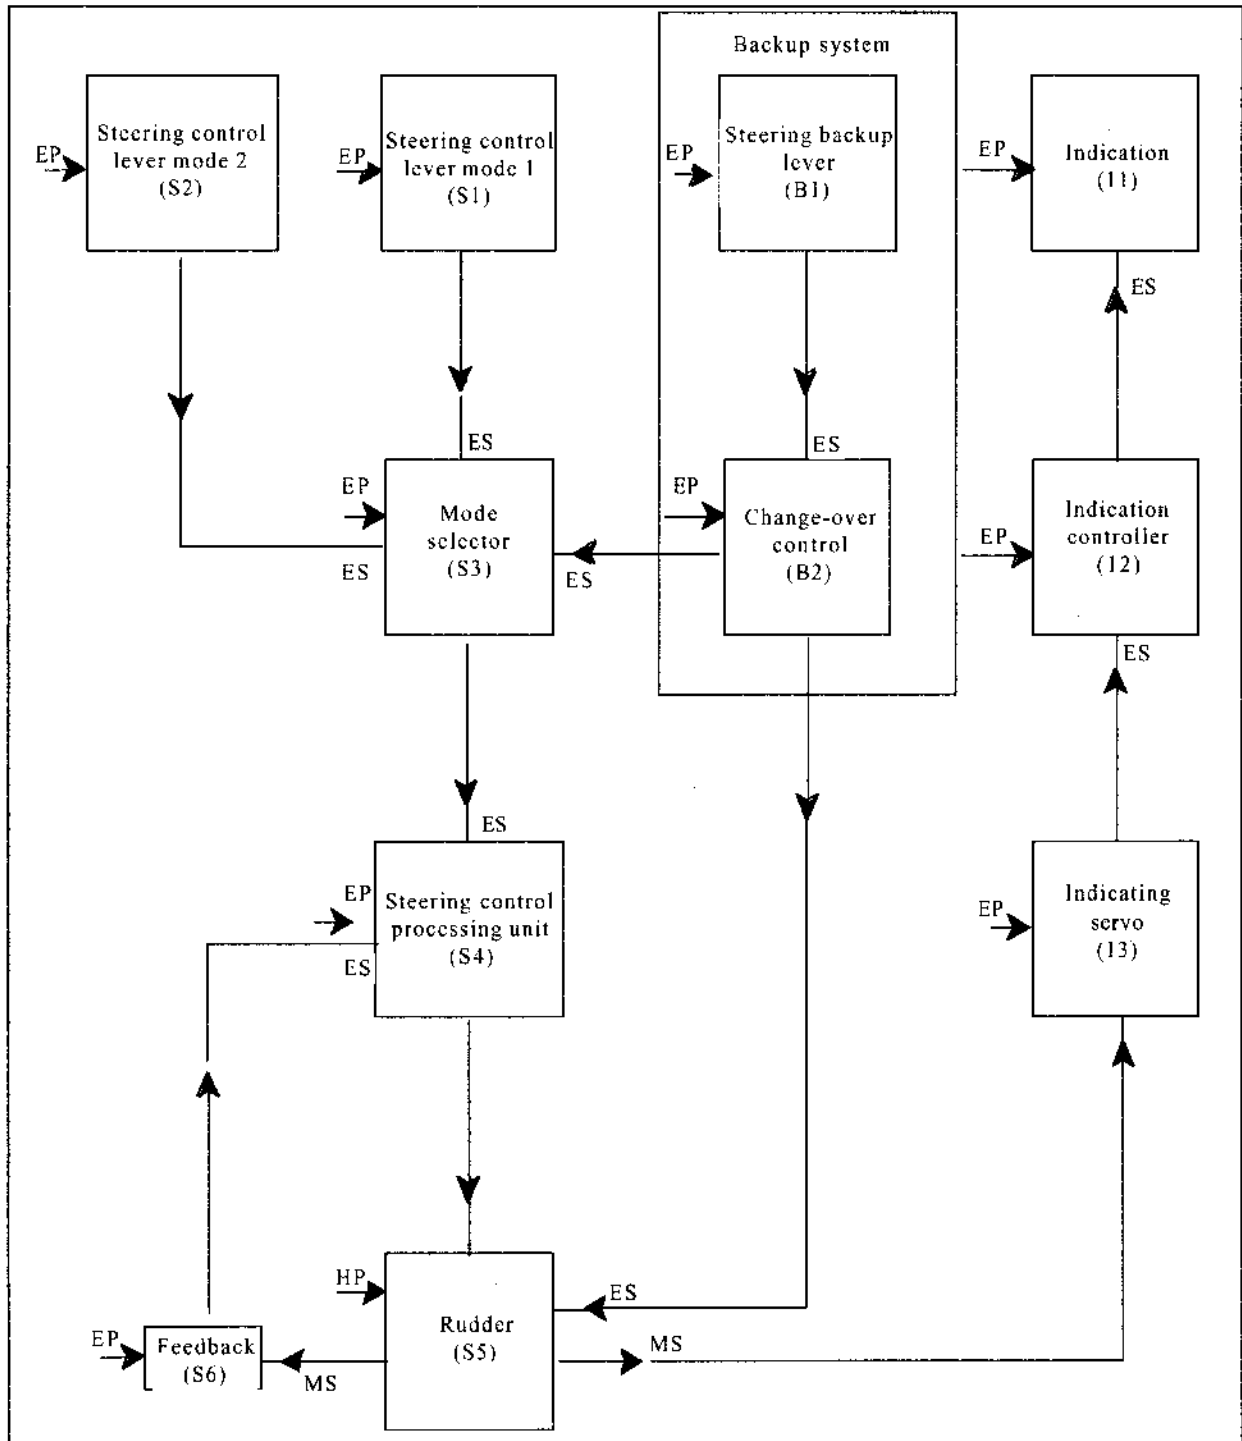 Backup system
Steering control
lever mode 2
(S2)
EP
Steering control
lever mode 1
(S1)
EP
Steering backup
lever
(B1)
EP
Indication
(11)
EP
ES
ES
ES
EP
Mode
selector
(S3)
ES
EP
Change-over
control
(B2)
ES
EP
Indication
controller
(12)
ES
ES
EP
Steering control
processing unit
(S4)
ES
EP
Indicating
servo
(13)
HP
Rudder
(S5)
ES
MS
EP
Feedback
(S6)
MS